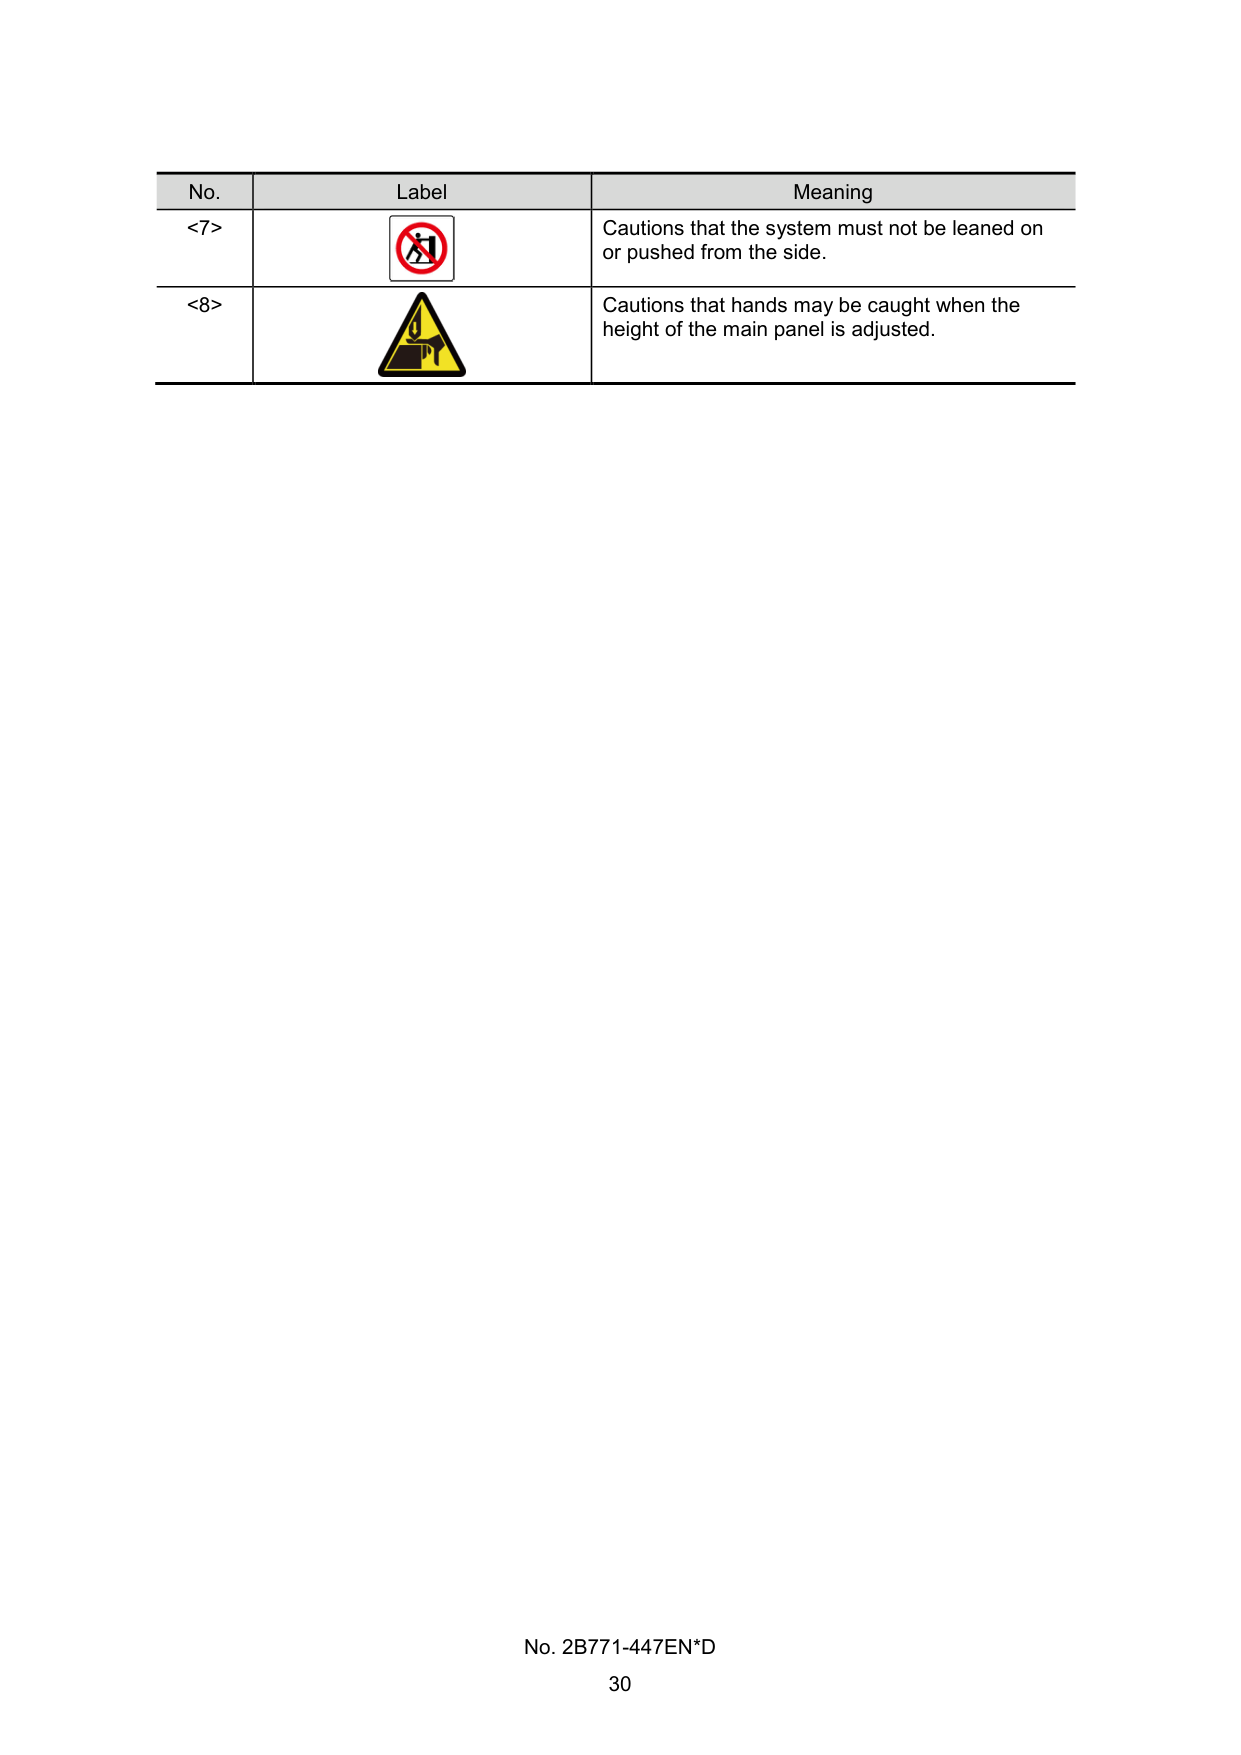 No. Label Meaning
<7> Cautions that the system must not be leaned on
or pushed from the side.
<8> Cautions that hands may be caught when the
height of the main panel is adjusted.
No. 2B771-447EN*D
30